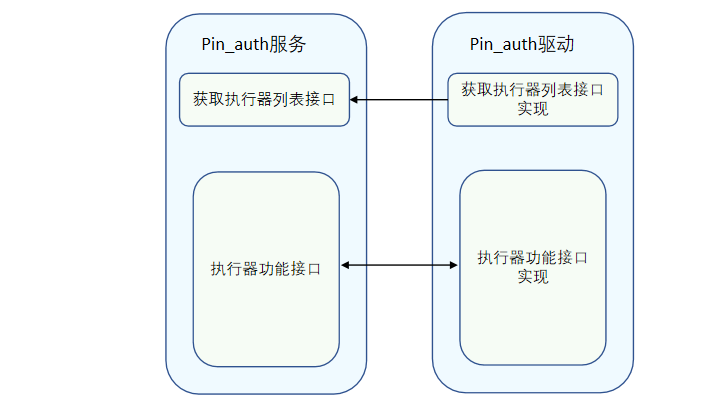 Pin_auth服务
Pin_auth驱动
获取执行器列表接口
获取执行器列表接口
实现
执行器功能接口
执行器功能接口
实现